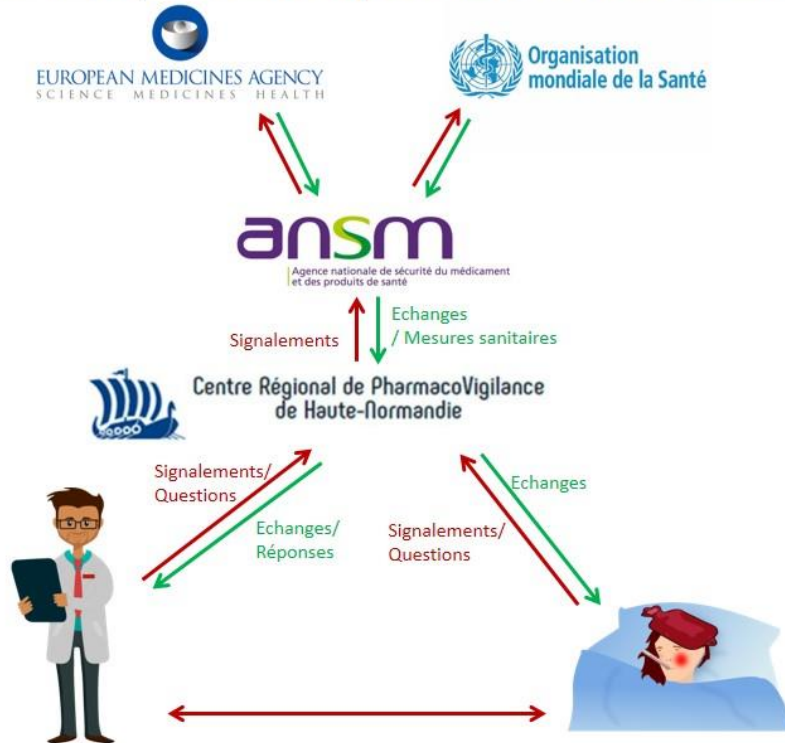 EUROPEAN MEDICINES AGENCY
SCIENCE MEDICINES HEALTH
Organisation
mondiale de la Santé
ansm
Agence nationale de sécurité du médicament
et des produits de santé
Signalements
Echanges
/ Mesures sanitaires
Centre Régional de PharmacoVigilance
de Haute-Normandie
Signalements/
Questions
Echanges/
Réponses
Signalements/
Questions
Echanges